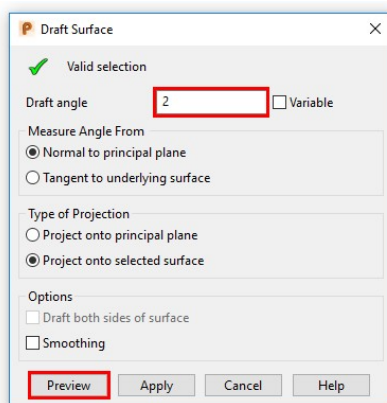 Draft Surface
Valid selection
Draft angle 2 Variable
Measure Angle From
Normal to principal plane
Tangent to underlying surface
Type of Projection
Project onto principal plane
Project onto selected surface
Options
Draft both sides of surface
Smoothing
Preview Apply Cancel Help